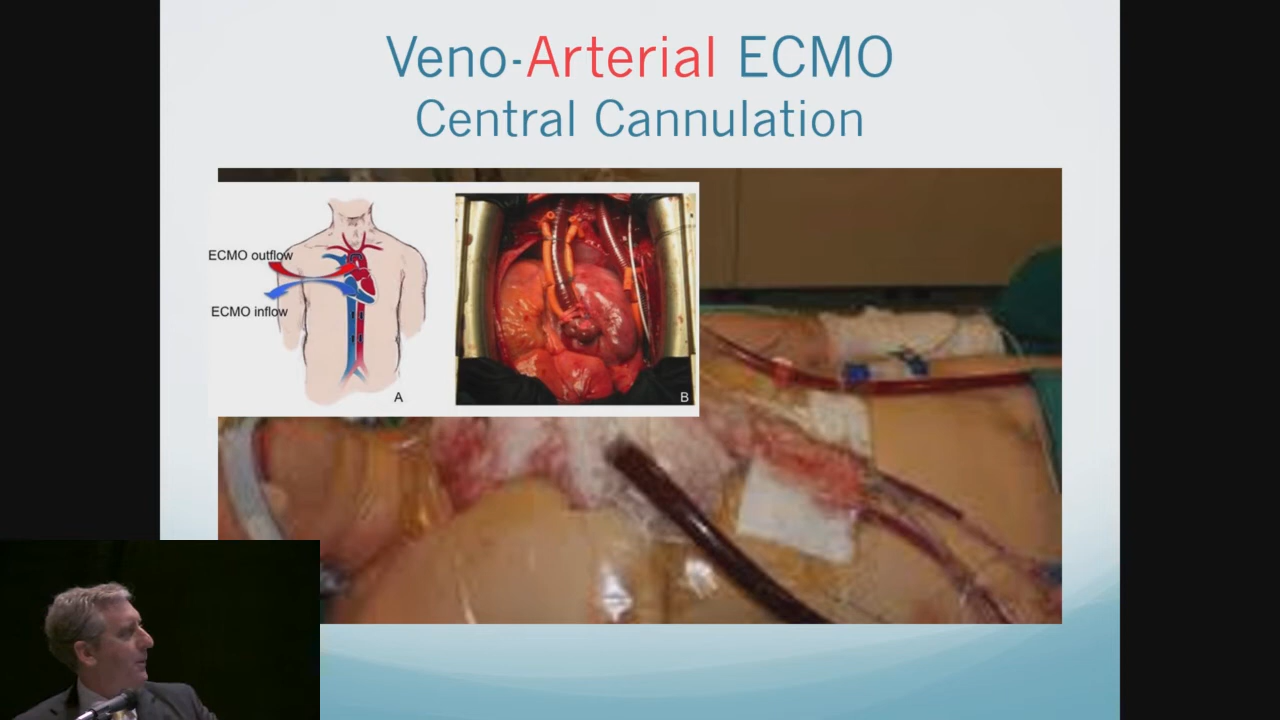 Veno-Arterial ECMO
Central Cannulation
ECMO outflow
ECMO inflow
A
B